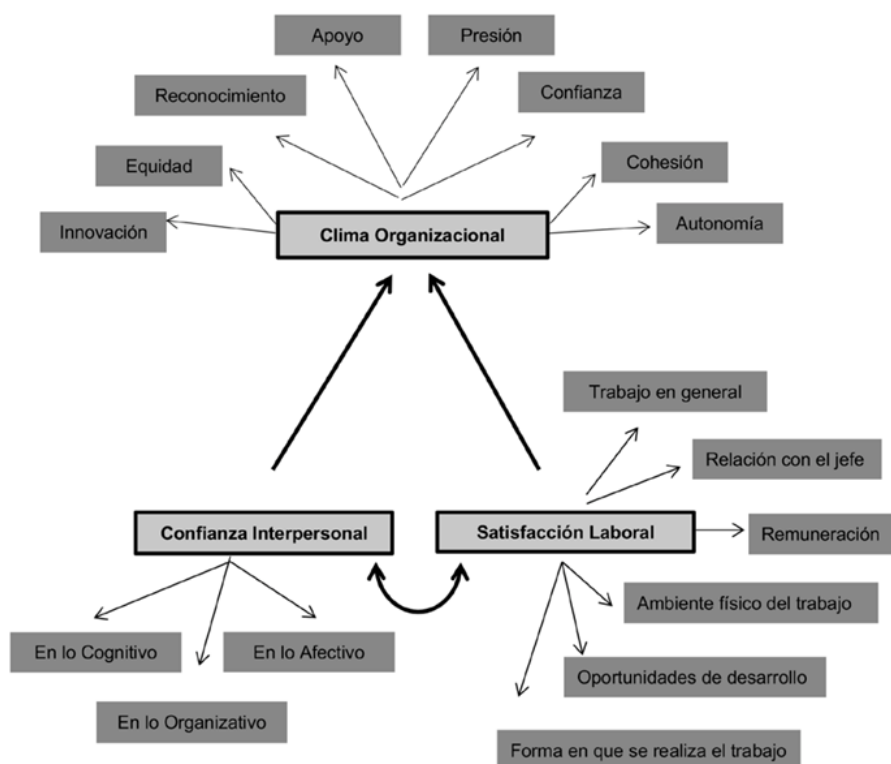 Apoyo
Presión
Reconocimiento
Confianza
Equidad
Cohesión
Innovación
Clima Organizacional
Autonomía
Trabajo en general
Relación con el jefe
Confianza Interpersonal
Satisfacción Laboral
Remuneración
Ambiente físico del trabajo
En lo Cognitivo
En lo Afectivo
Oportunidades de desarrollo
En lo Organizativo
Forma en que se realiza el trabajo